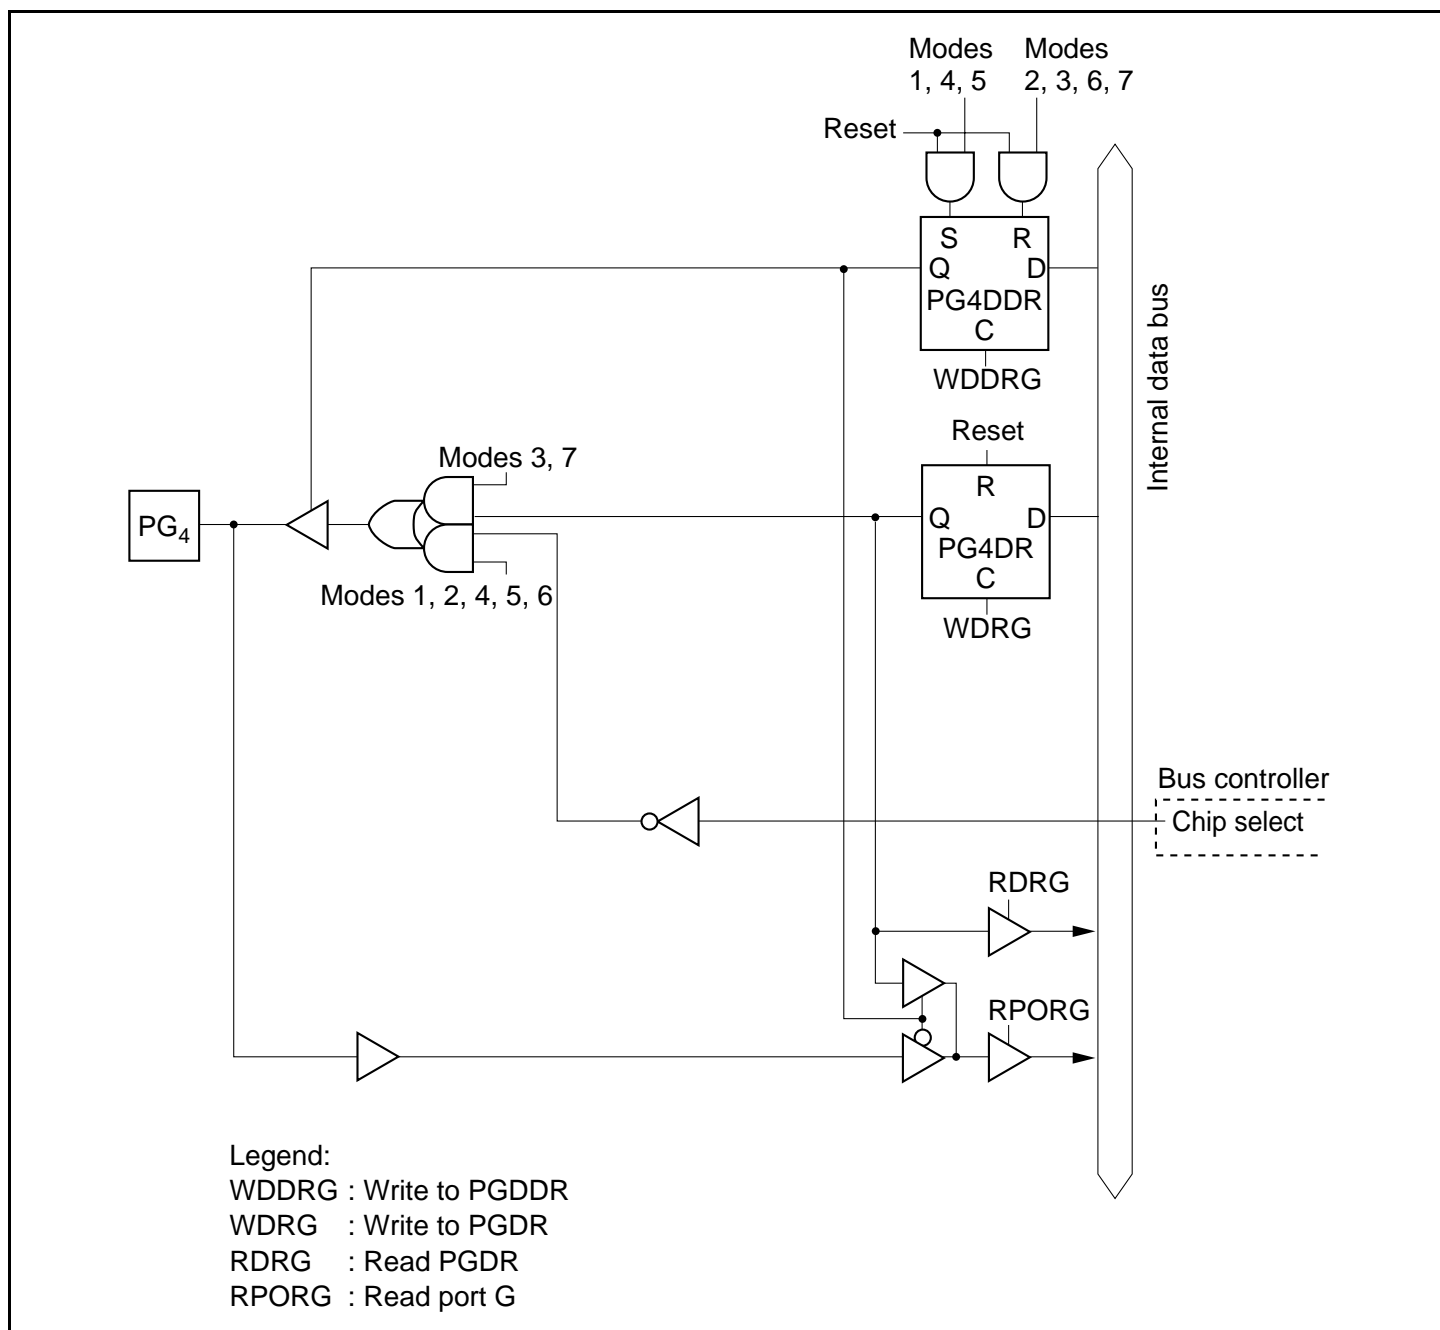 Modes
1, 4, 5
Modes
2, 3, 6, 7
Reset
S R
Q D
PG4DDR
C
WDDRG
Internal data bus
Reset
R
Q D
PG4DR
C
WDRG
Modes 3, 7
PG4
Modes 1, 2, 4, 5, 6
Bus controller
Chip select
RDRG
RPORG
Legend:
WDDRG : Write to PGDDR
WDRG : Write to PGDR
RDRG : Read PGDR
RPORG : Read port G